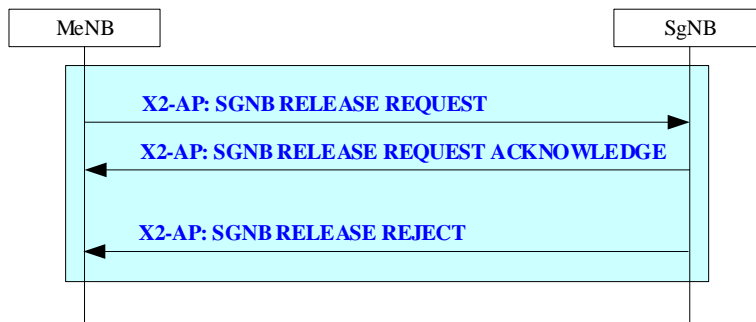 MeNB
SgNB
X2-AP: SGNB RELEASE REQUEST
X2-AP: SGNB RELEASE REQUEST ACKNOWLEDGE
X2-AP: SGNB RELEASE REJECT